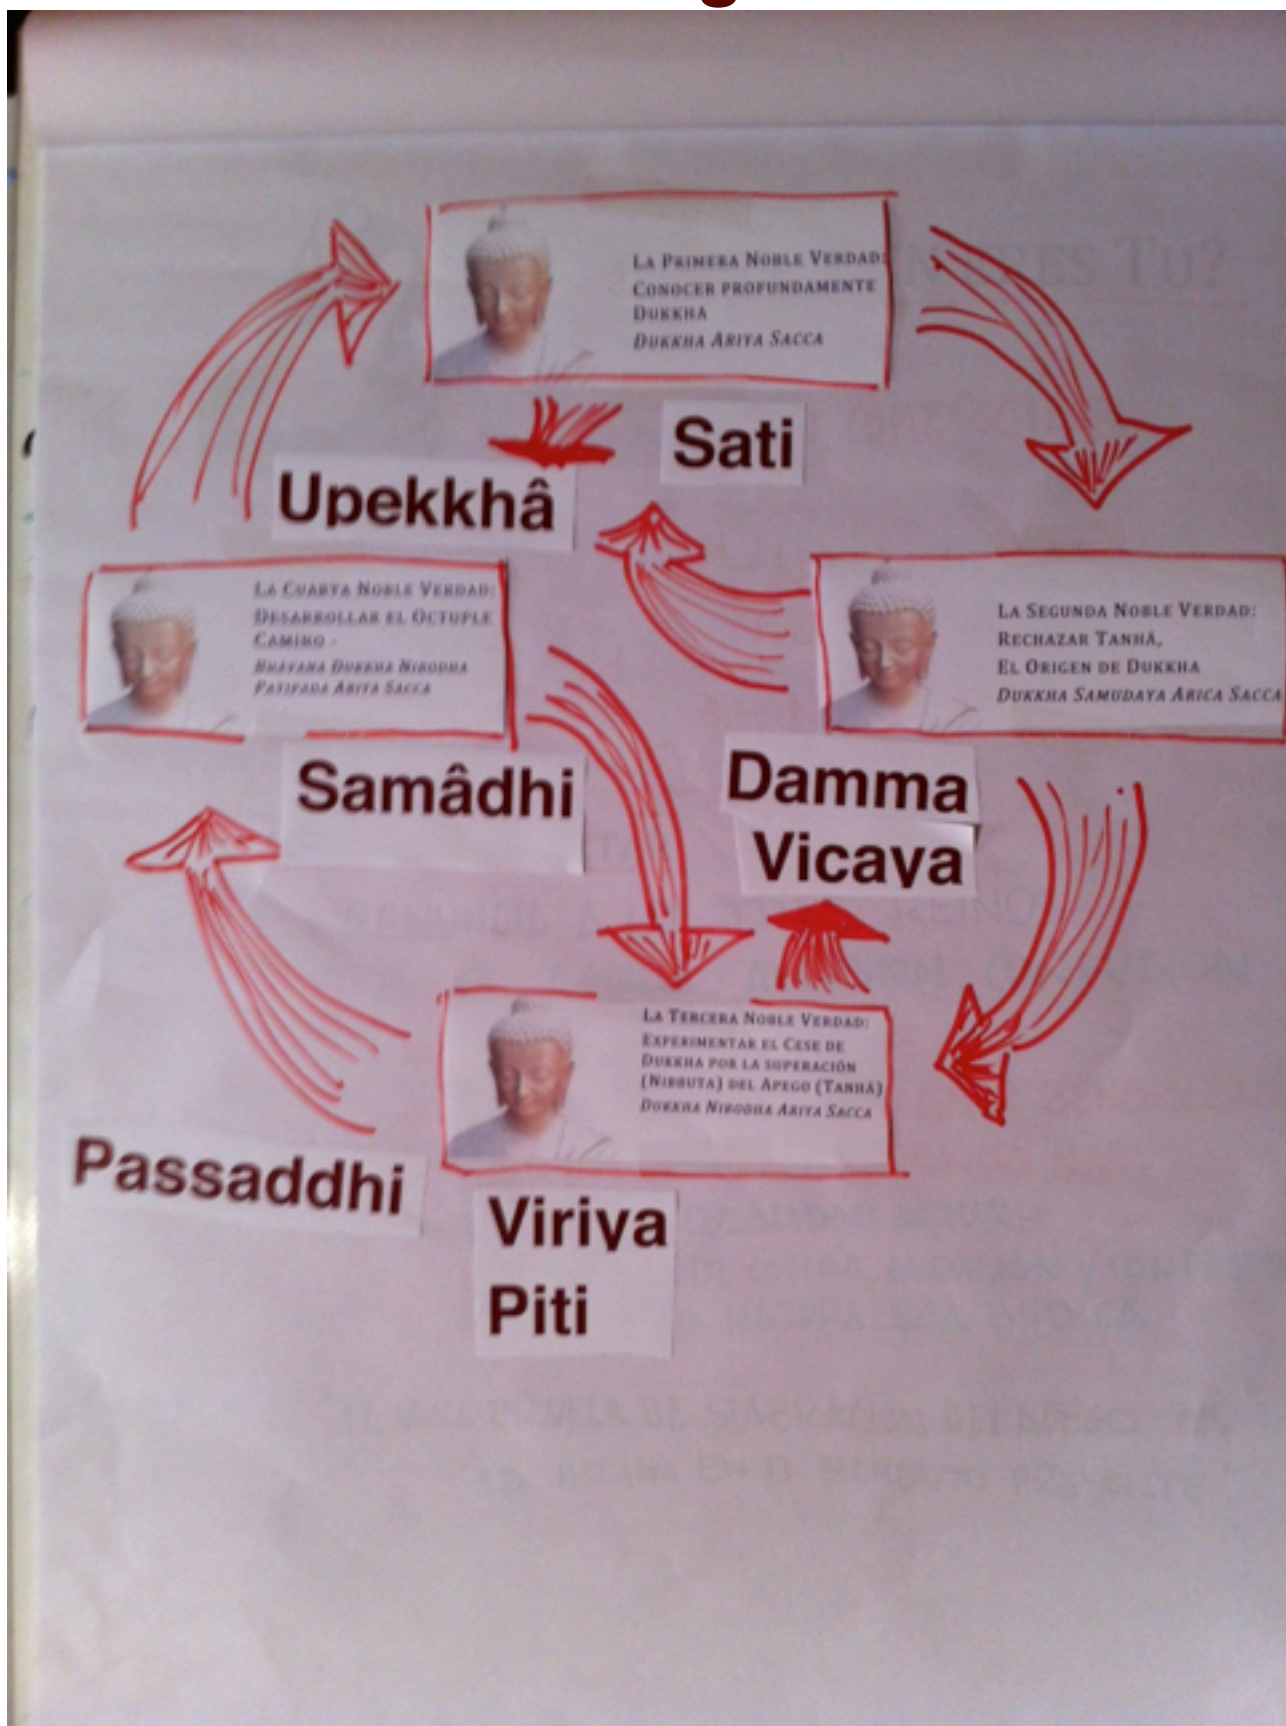 LA PRIMERA NOBLE VERDAD:
CONOCER PROFUNDAMENTE
DUKKHA
DUKKHA ARIYA SACCA
Sati
Upekkhâ
LA CUARTA NOBLE VERDAD:
DESARROLLAR EL OCTUPLE
CAMINO -
BHAVANA DUKKHA NIRODHA
PATIPADA ARIYA SACCA
LA SEGUNDA NOBLE VERDAD:
RECHAZAR TANHÂ,
EL ORIGEN DE DUKKHA
DUKKHA SAMUDAYA ARICA SACCA
Samâdhi
Damma
Vicaya
LA TERCERA NOBLE VERDAD:
EXPERIMENTAR EL CESE DE
DUKKHA POR LA SUPERACIÓN
(NIBBUTA) DEL APEGO (TANHÂ)
DUKKHA NIRODHA ARIYA SACCA
Passaddhi
Viriya
Piti